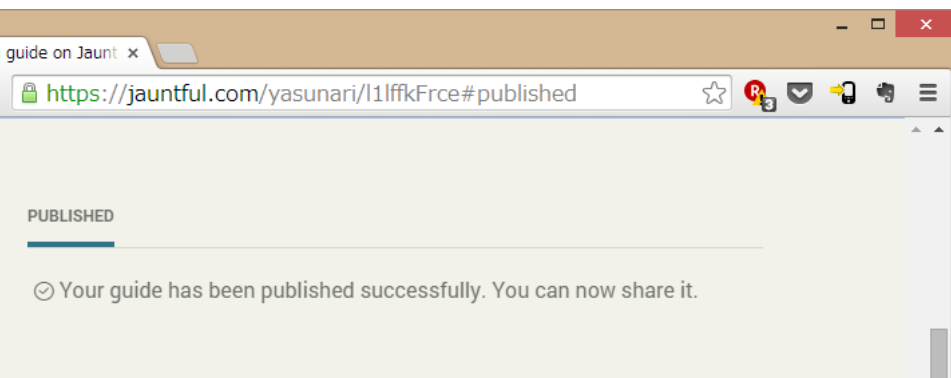 guide on Jaunt
https://jauntful.com/yasunari/l1lffkFrce#published
3
PUBLISHED
Your guide has been published successfully. You can now share it.